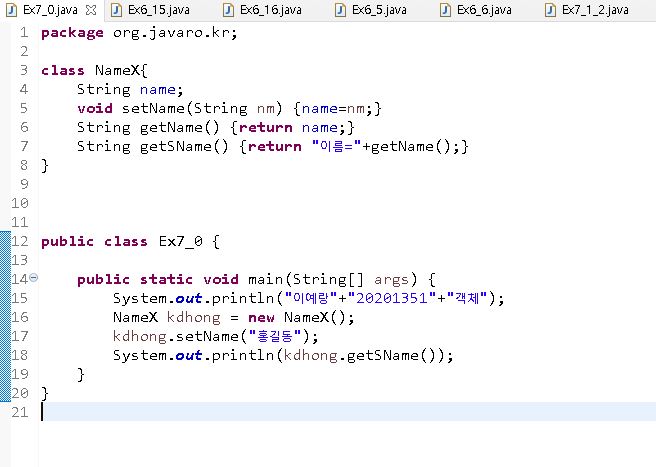 Ex7_0.java Ex6_15.java Ex6_16.java Ex6_5.java Ex6_6.java Ex7_1_2.java
1 package org.javaro.kr;
2
3 class NameX{
4     String name;
5     void setName(String nm) {name=nm;}
6     String getName() {return name;}
7     String getSName() {return "이름="+getName();}
8 }
9
10
11
12 public class Ex7_0 {
13
14     public static void main(String[] args) {
15         System.out.println("이예랑"+"20201351"+"객체");
16         NameX kdhong = new NameX();
17         kdhong.setName("홍길동");
18         System.out.println(kdhong.getSName());
19     }
20 }
21